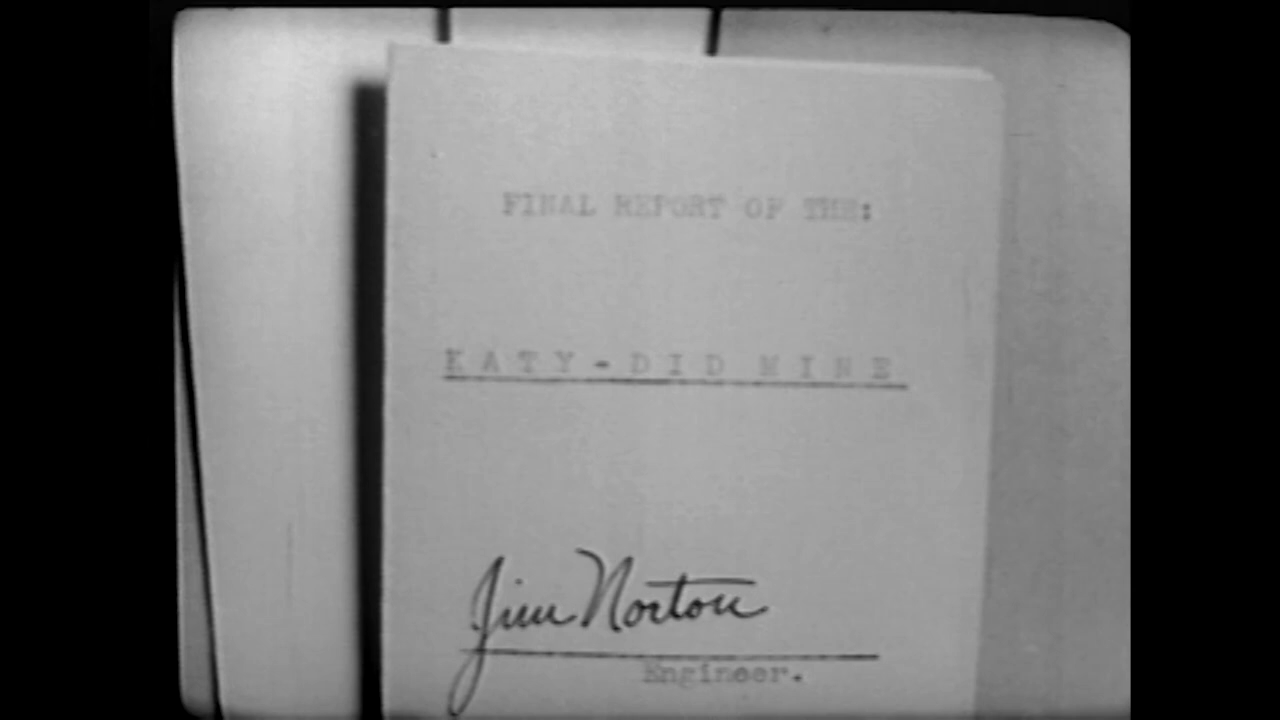 FINAL REPORT OF THE:
KATY-DID MINE
Jim Norton
Engineer.